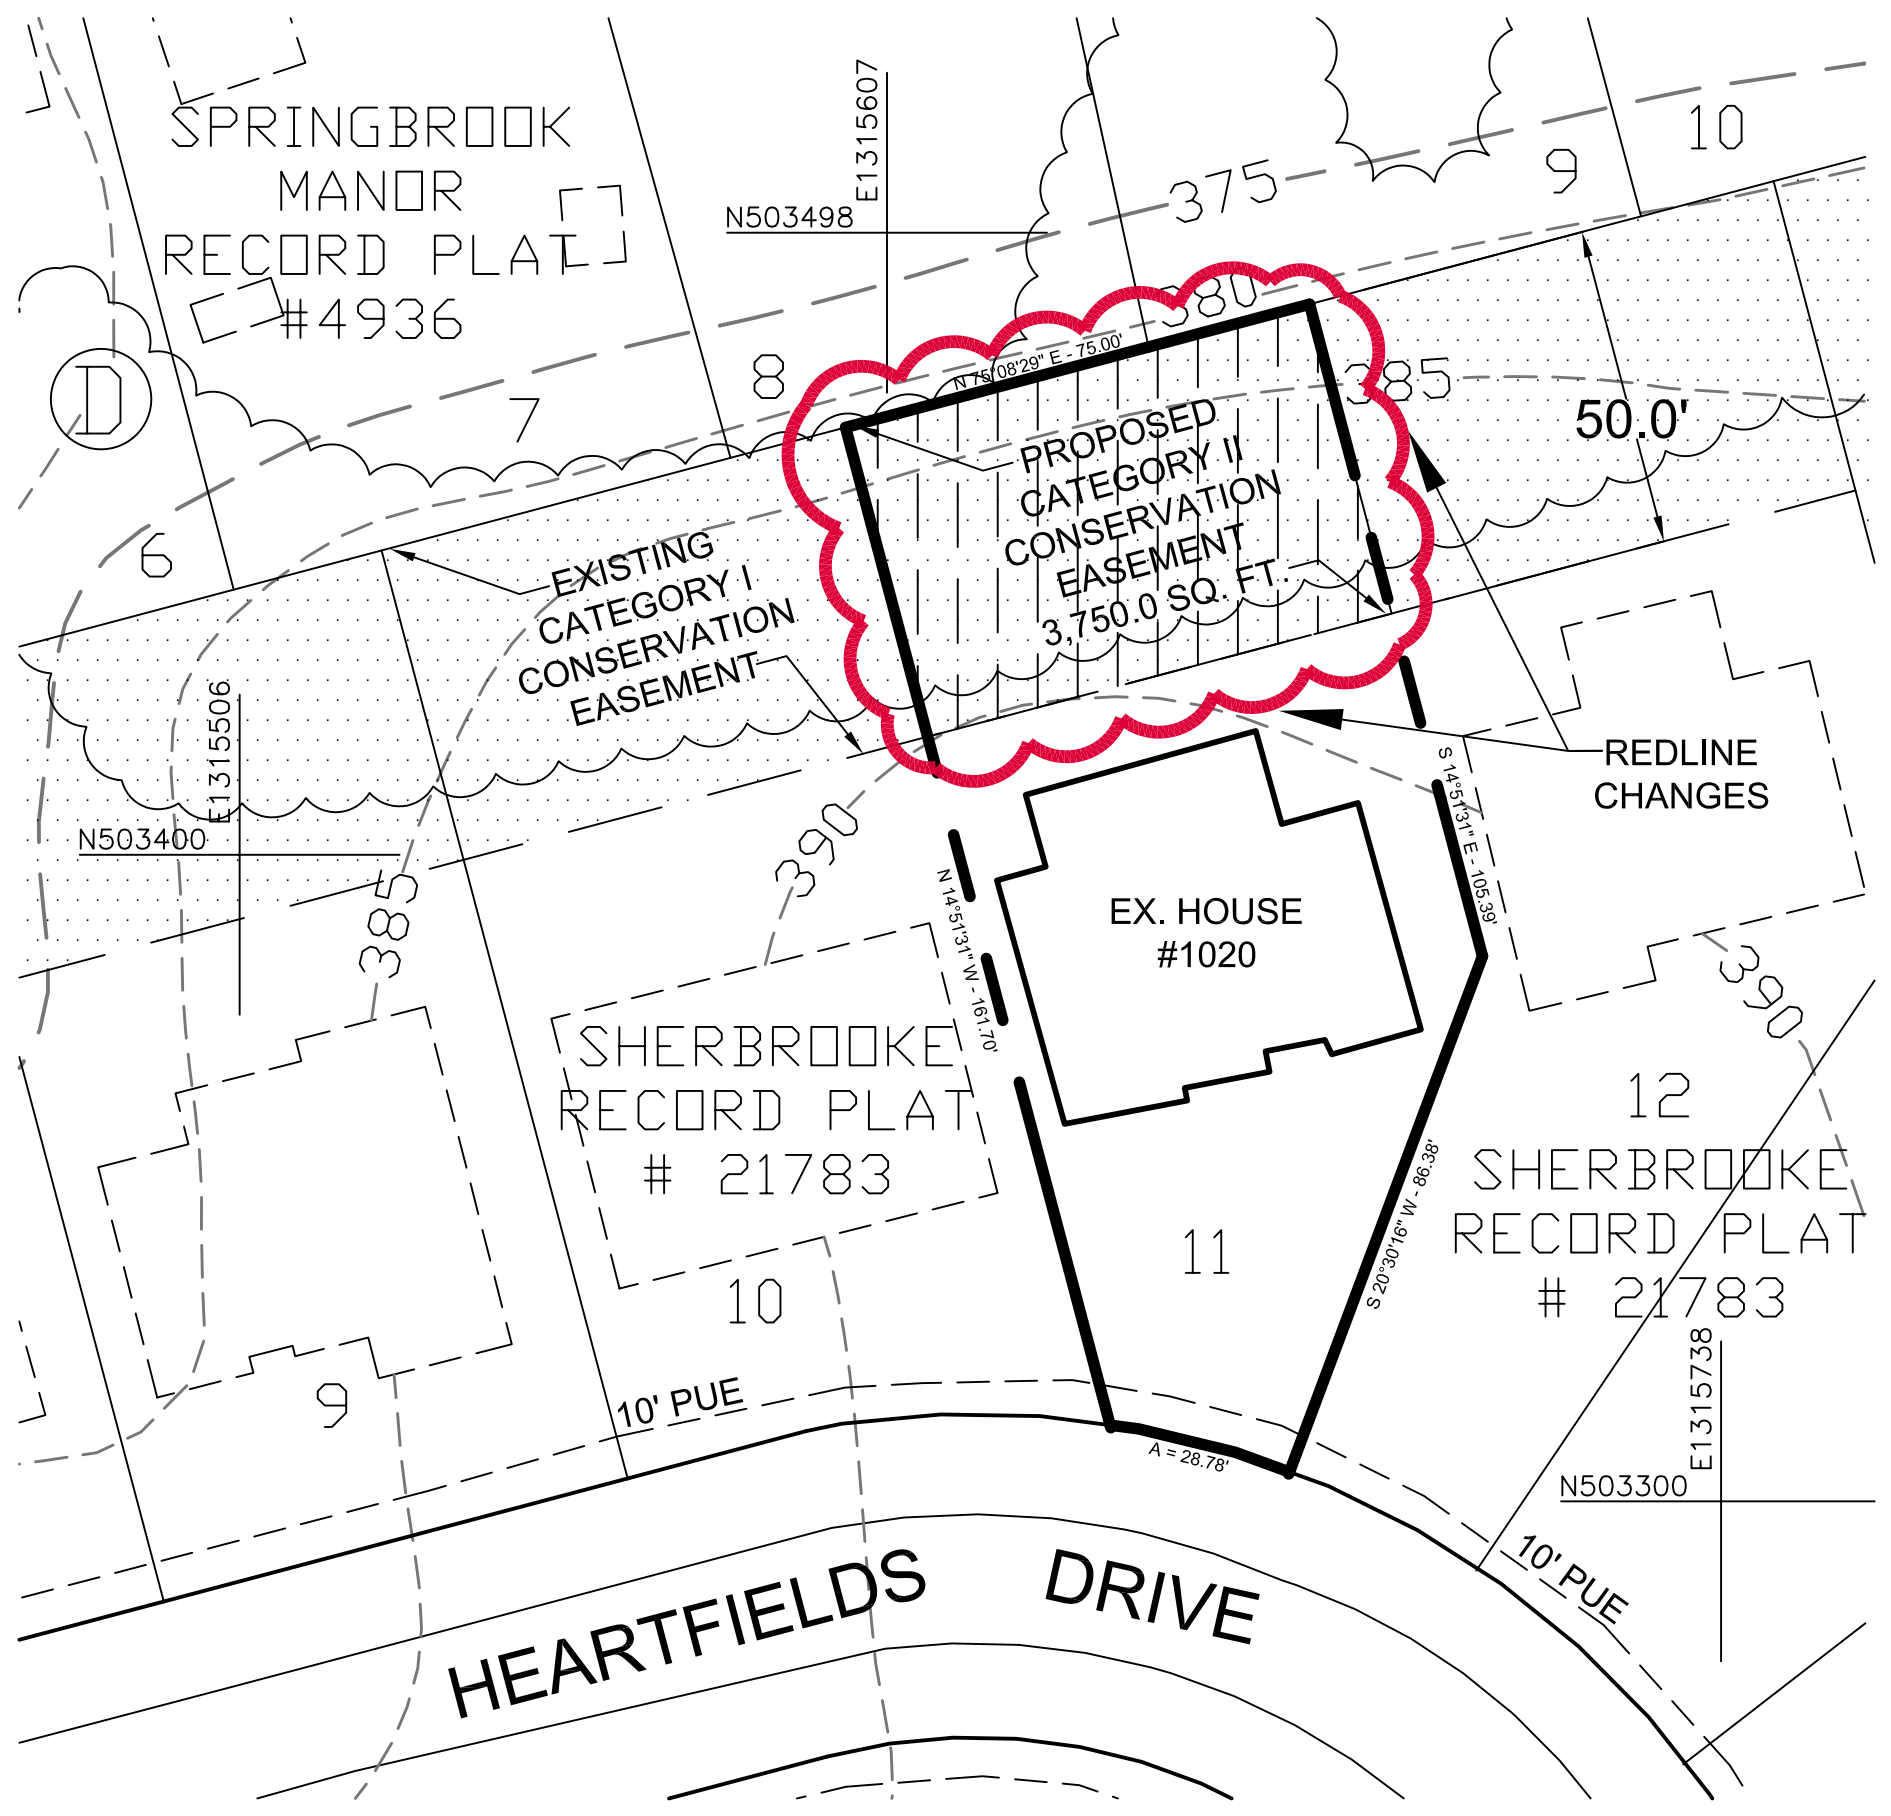 SPRINGBROOK
MANOR
RECORD PLAT
#4936
E1315607
N503498
375
9
10
380
8
7
6
D
N 75°08'29" E - 75.00'
385
50.0'
PROPOSED
CATEGORY II
CONSERVATION
EASEMENT
3,750.0 SQ. FT.
EXISTING
CATEGORY I
CONSERVATION
EASEMENT
E1315506
N503400
385
390
REDLINE
CHANGES
S 14°51'31" E - 105.39'
N 14°51'31" W - 161.70'
EX. HOUSE
#1020
390
SHERBROOKE
RECORD PLAT
# 21783
10
11
12
SHERBROOKE
RECORD PLAT
# 21783
S 20°30'16" W - 86.38'
9
10' PUE
A = 28.78'
E1315738
N503300
10' PUE
HEARTFIELDS DRIVE